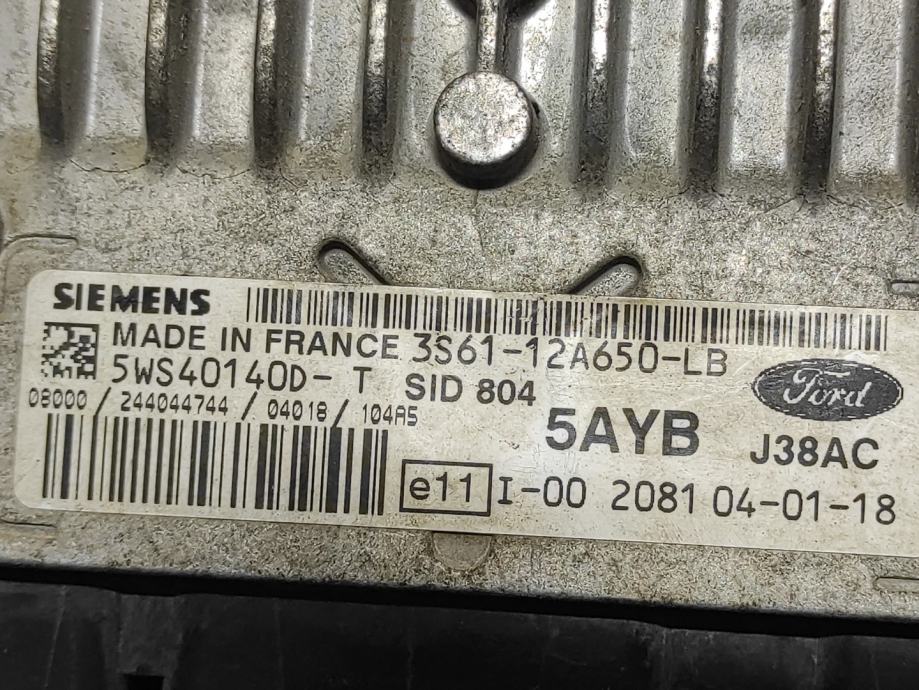 SIEMENS
MADE IN FRANCE 3S61-12A650-LB
5WS40140D- T SID 804
Ford
08000 / 244044744 / 04018 / 104A5
5AYB J38AC
e11 I-00 2081 04-01-18